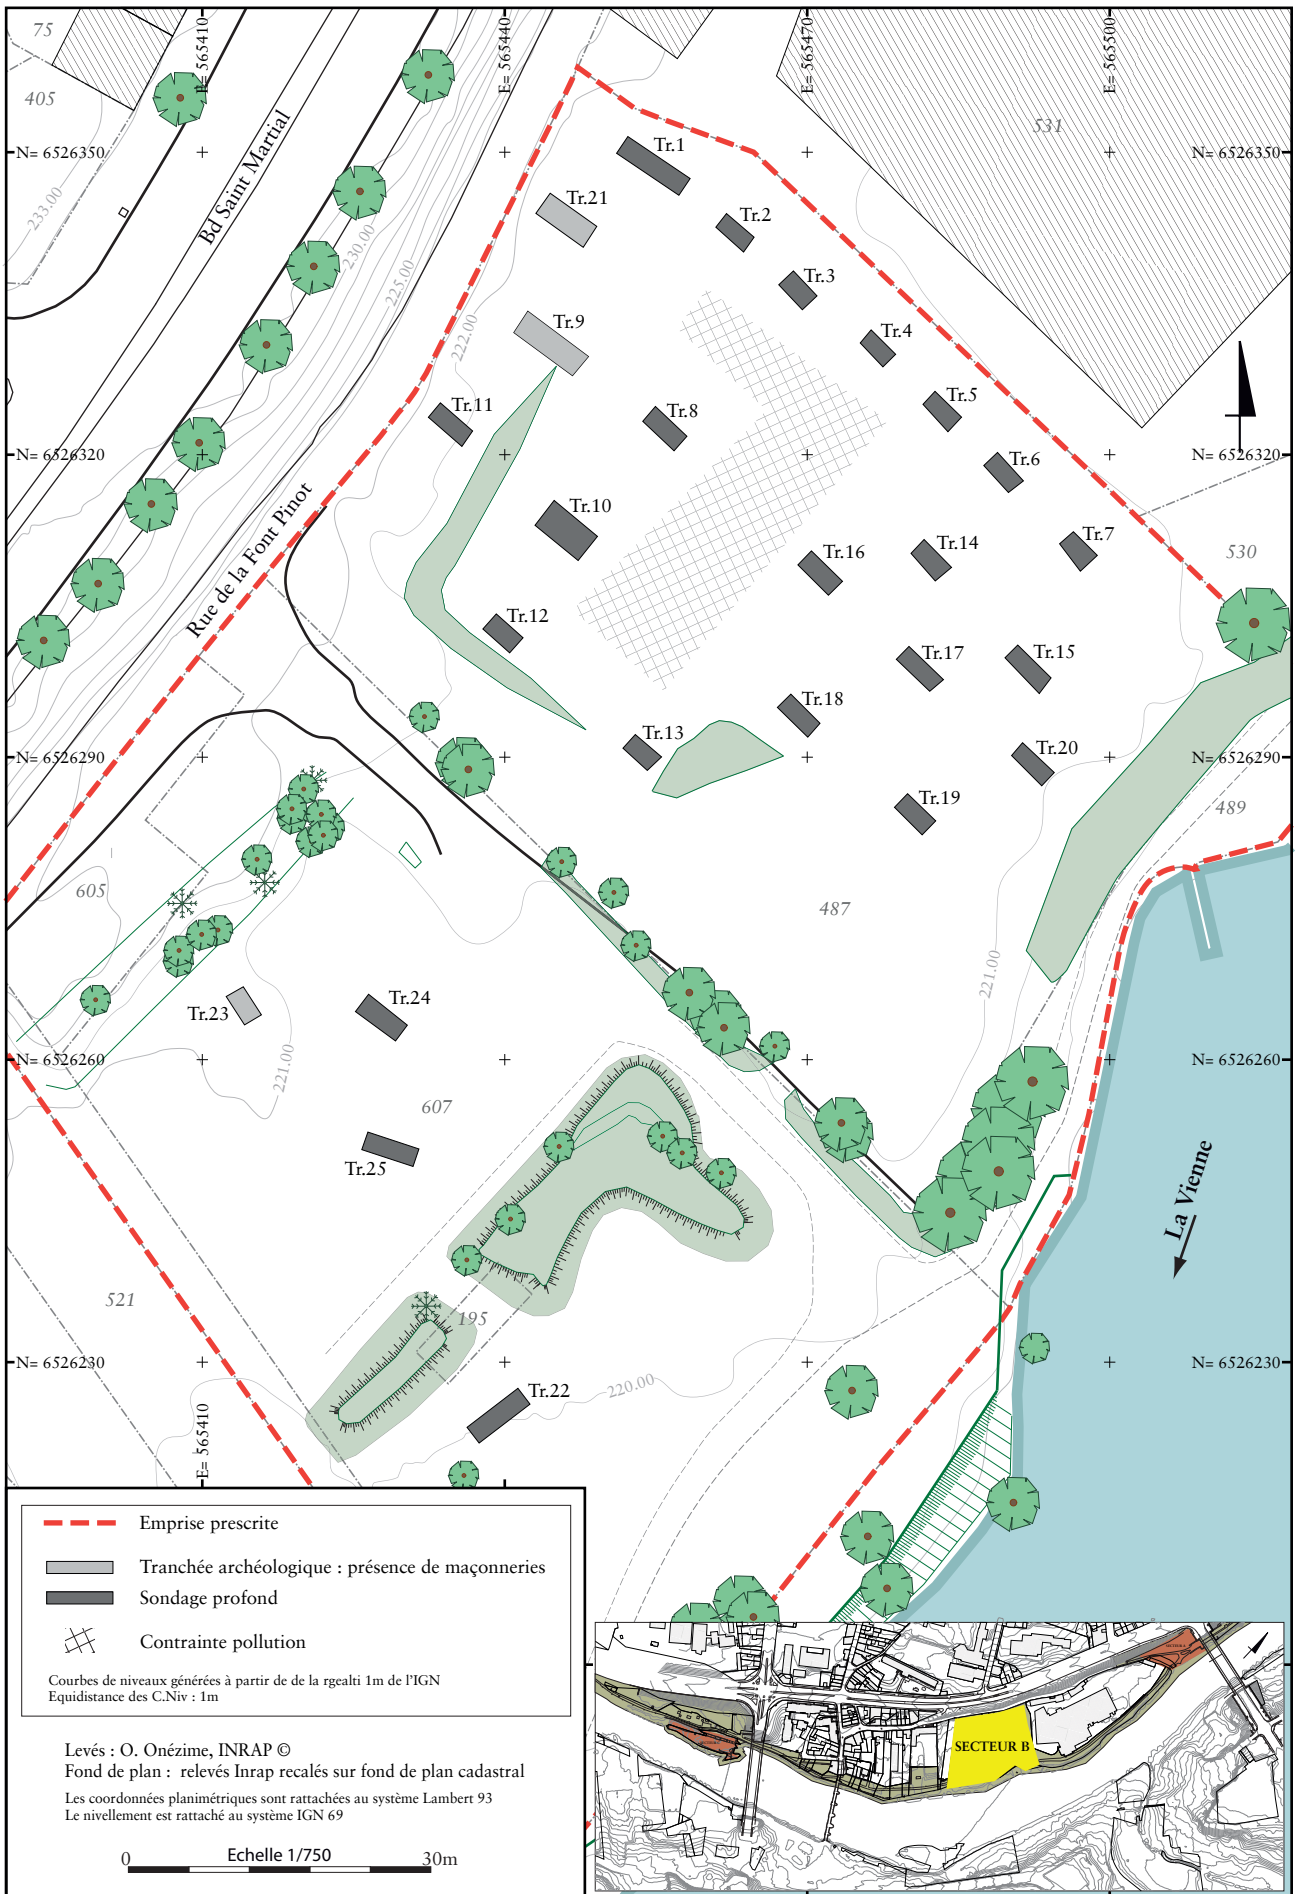 75
E= 565410
E= 565440
E= 565470
E= 565500
405
531
N= 6526350
Tr.1
N= 6526350
Bd Saint Martial
233.00
Tr.21
Tr.2
230.00
225.00
Tr.3
222.00
Tr.9
Tr.4
Tr.11
Tr.8
Tr.5
N= 6526320
Tr.6
N= 6526320
Rue de la Font Pinot
Tr.10
Tr.16
Tr.14
Tr.7
530
Tr.12
Tr.17
Tr.15
Tr.18
Tr.13
N= 6526290
Tr.20
N= 6526290
Tr.19
489
605
487
221.00
Tr.23
Tr.24
N= 6526260
N= 6526260
221.00
607
Tr.25
La Vienne
521
195
N= 6526230
N= 6526230
220.00
Tr.22
E= 565410
Emprise prescrite
Tranchée archéologique : présence de maçonneries
Sondage profond
Contrainte pollution
Courbes de niveaux générées à partir de de la rgealti 1m de l'IGN
Equidistance des C.Niv : 1m
Levés : O. Onézime, INRAP ©
Fond de plan : relevés Inrap recalés sur fond de plan cadastral
Les coordonnées planimétriques sont rattachées au système Lambert 93
Le nivellement est rattaché au système IGN 69
Echelle 1/750
0 30m
SECTEUR B